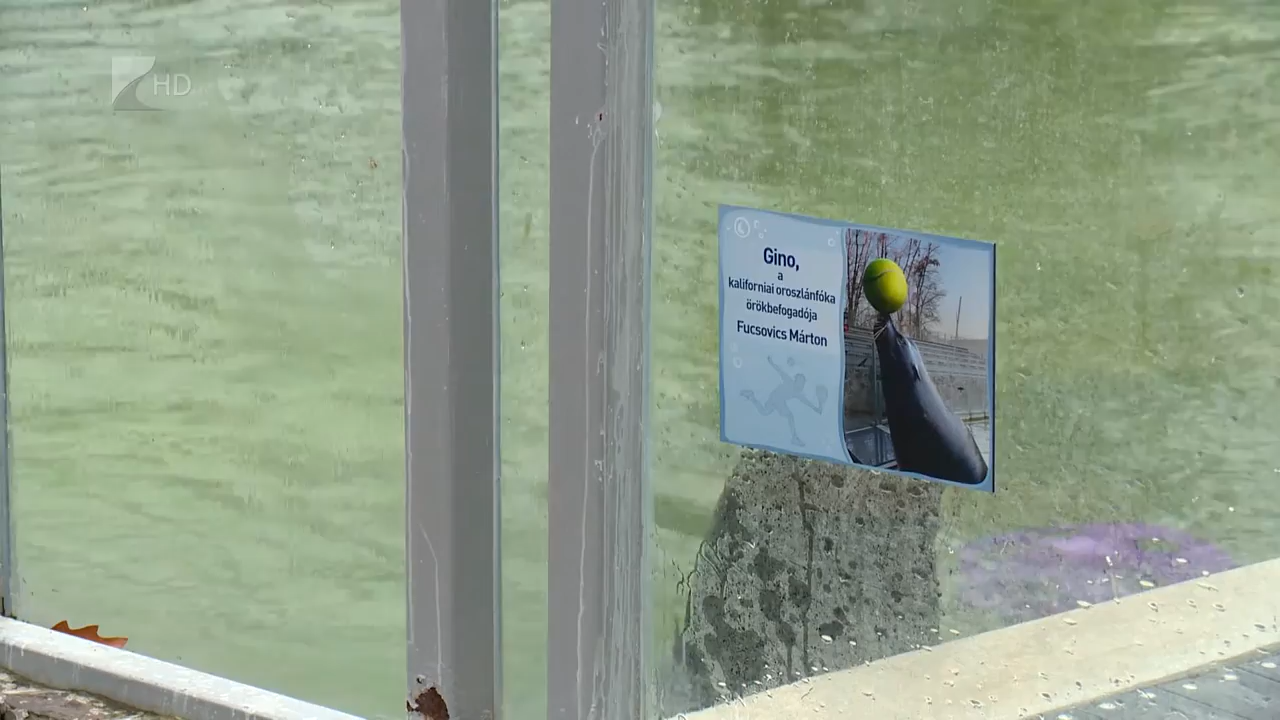 HD
Gino,
a
kaliforniai oroszlánfóka
örökbefogadója
Fucsovics Márton